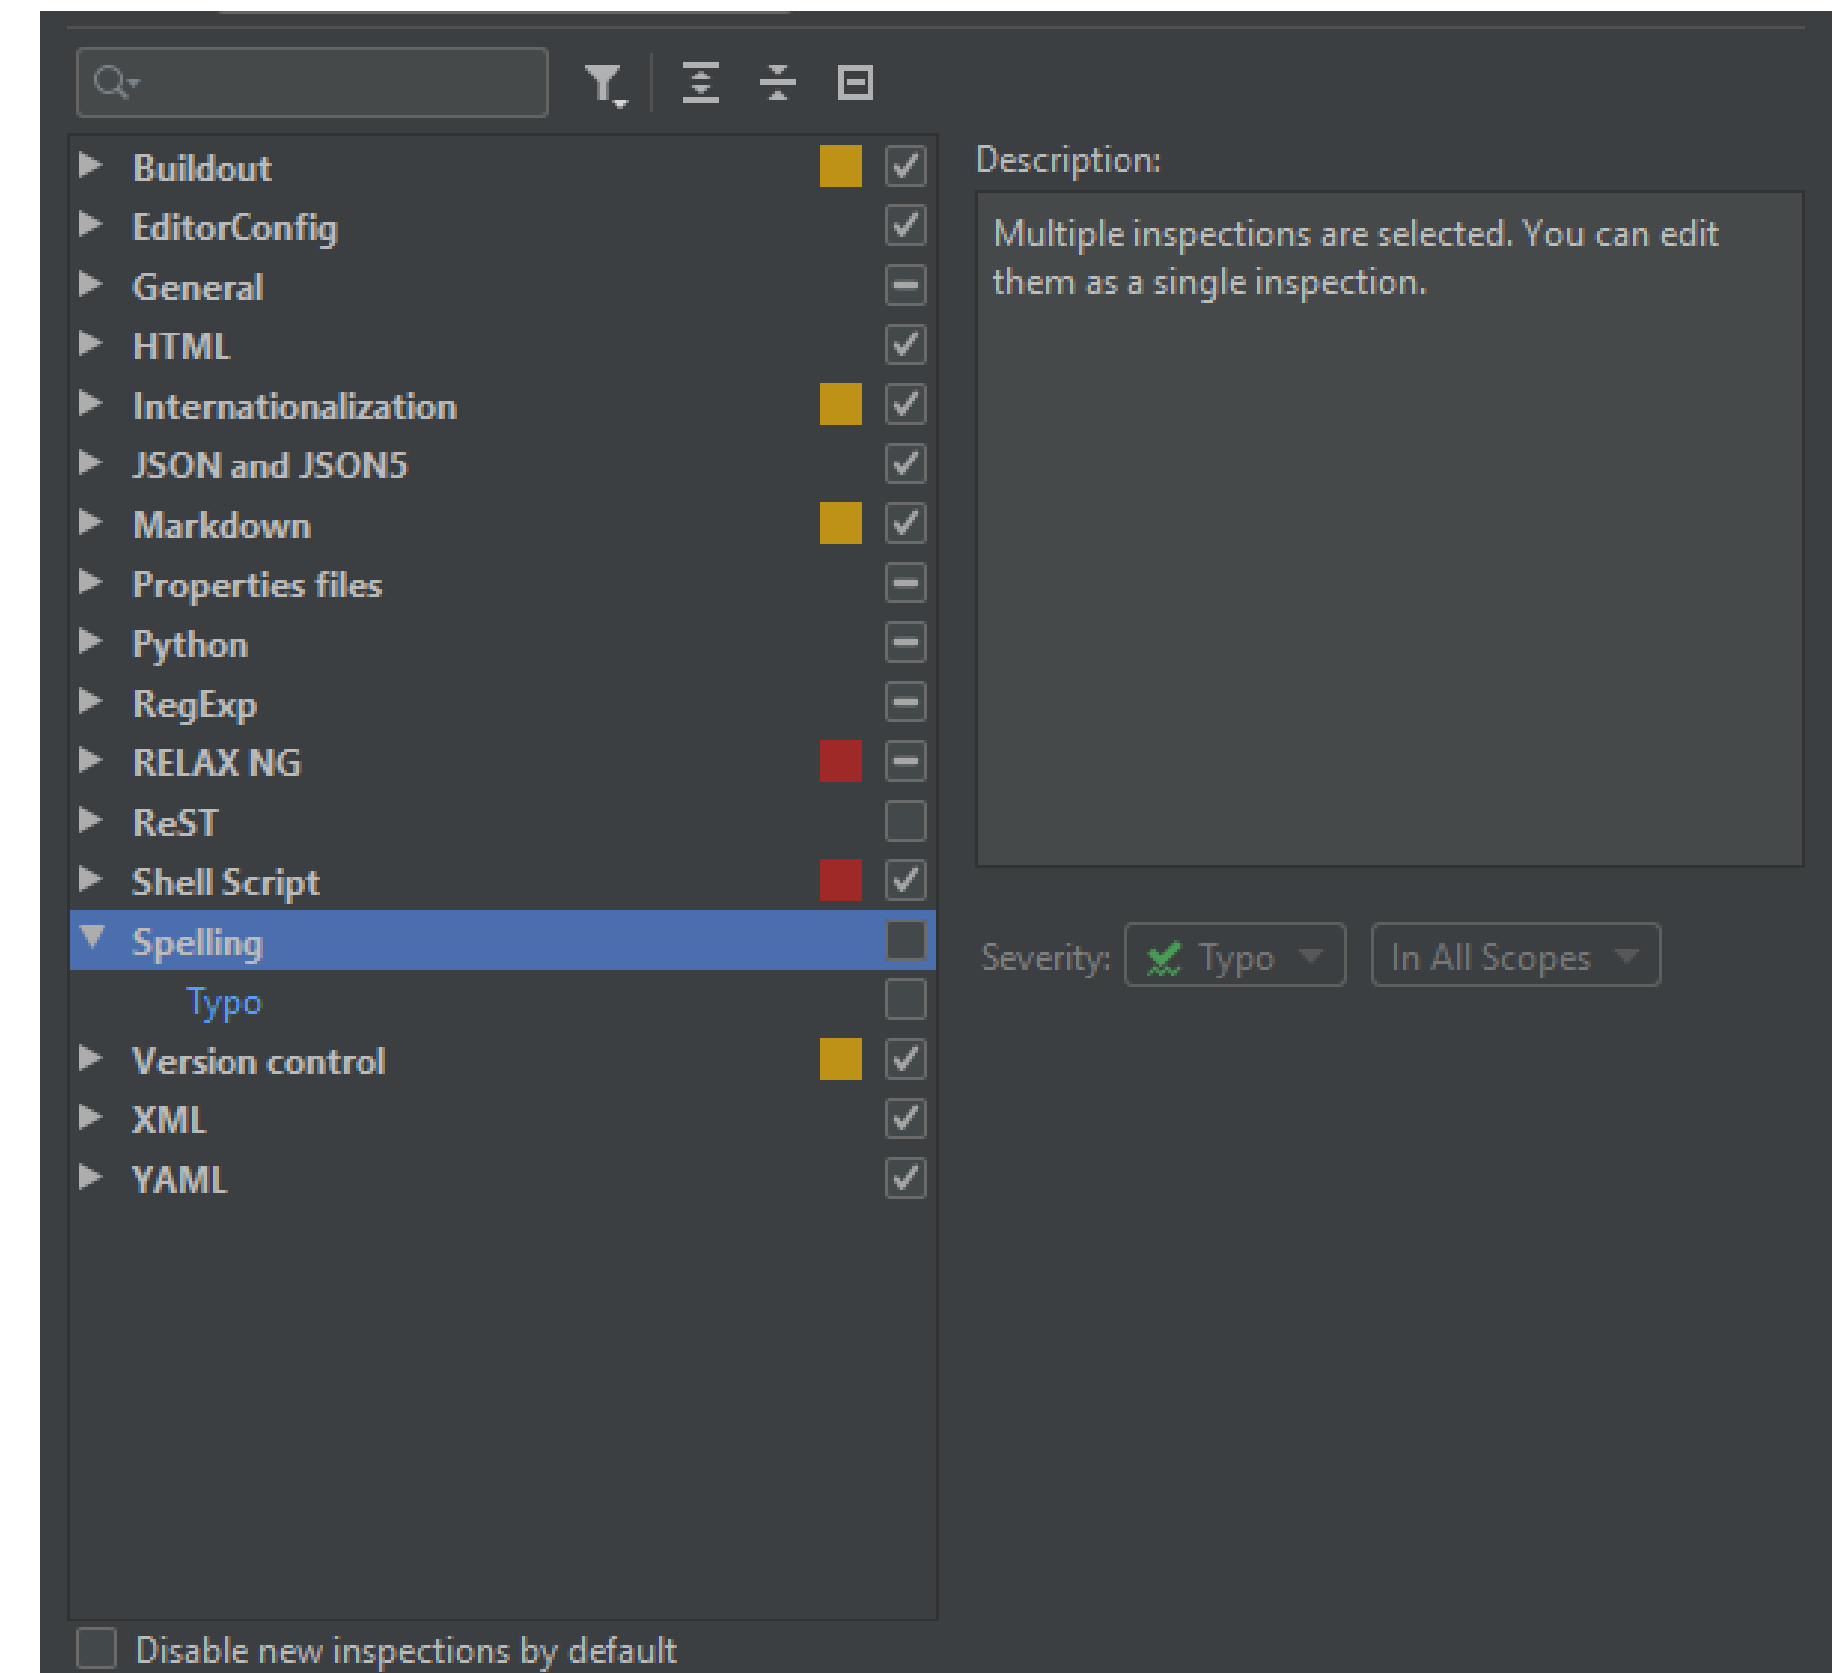 Buildout
EditorConfig
General
HTML
Internationalization
JSON and JSON5
Markdown
Properties files
Python
RegExp
RELAX NG
ReST
Shell Script
Spelling
Typo
Version control
XML
YAML
Disable new inspections by default
Description:
Multiple inspections are selected. You can edit
them as a single inspection.
Severity: Typo In All Scopes